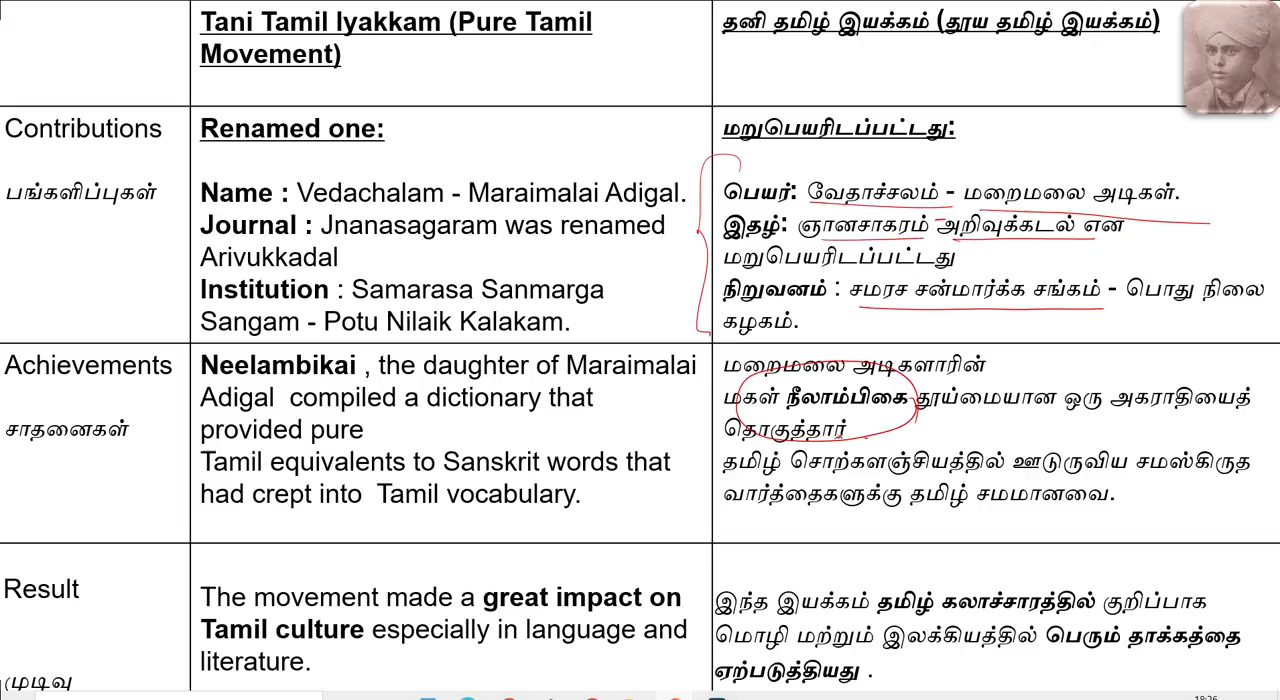 Tani Tamil Iyakkam (Pure Tamil
Movement)
தனி தமிழ் இயக்கம் (தூய தமிழ் இயக்கம்)
Contributions
பங்களிப்புகள்
Renamed one:
Name : Vedachalam - Maraimalai Adigal.
Journal : Jnanasagaram was renamed
Arivukkadal
Institution : Samarasa Sanmarga
Sangam - Potu Nilaik Kalakam.
மறுபெயரிடப்பட்டது:
பெயர்: வேதாச்சலம் - மறைமலை அடிகள்.
இதழ்: ஞானசாகரம் - அறிவுக்கடல் என
மறுபெயரிடப்பட்டது
நிறுவனம் : சமரச சன்மார்க்க சங்கம் - பொது நிலை
கழகம்.
Achievements
சாதனைகள்
Neelambikai , the daughter of Maraimalai
Adigal compiled a dictionary that
provided pure
Tamil equivalents to Sanskrit words that
had crept into Tamil vocabulary.
மறைமலை அடிகளாரின்
மகள் நீலாம்பிகை தூய்மையான ஒரு அகராதியைத்
தொகுத்தார்
தமிழ் சொற்களஞ்சியத்தில் ஊடுருவிய சமஸ்கிருத
வார்த்தைகளுக்கு தமிழ் சமமானவை.
Result
முடிவு
The movement made a great impact on
Tamil culture especially in language and
literature.
இந்த இயக்கம் தமிழ் கலாச்சாரத்தில் குறிப்பாக
மொழி மற்றும் இலக்கியத்தில் பெரும் தாக்கத்தை
ஏற்படுத்தியது .
18:26